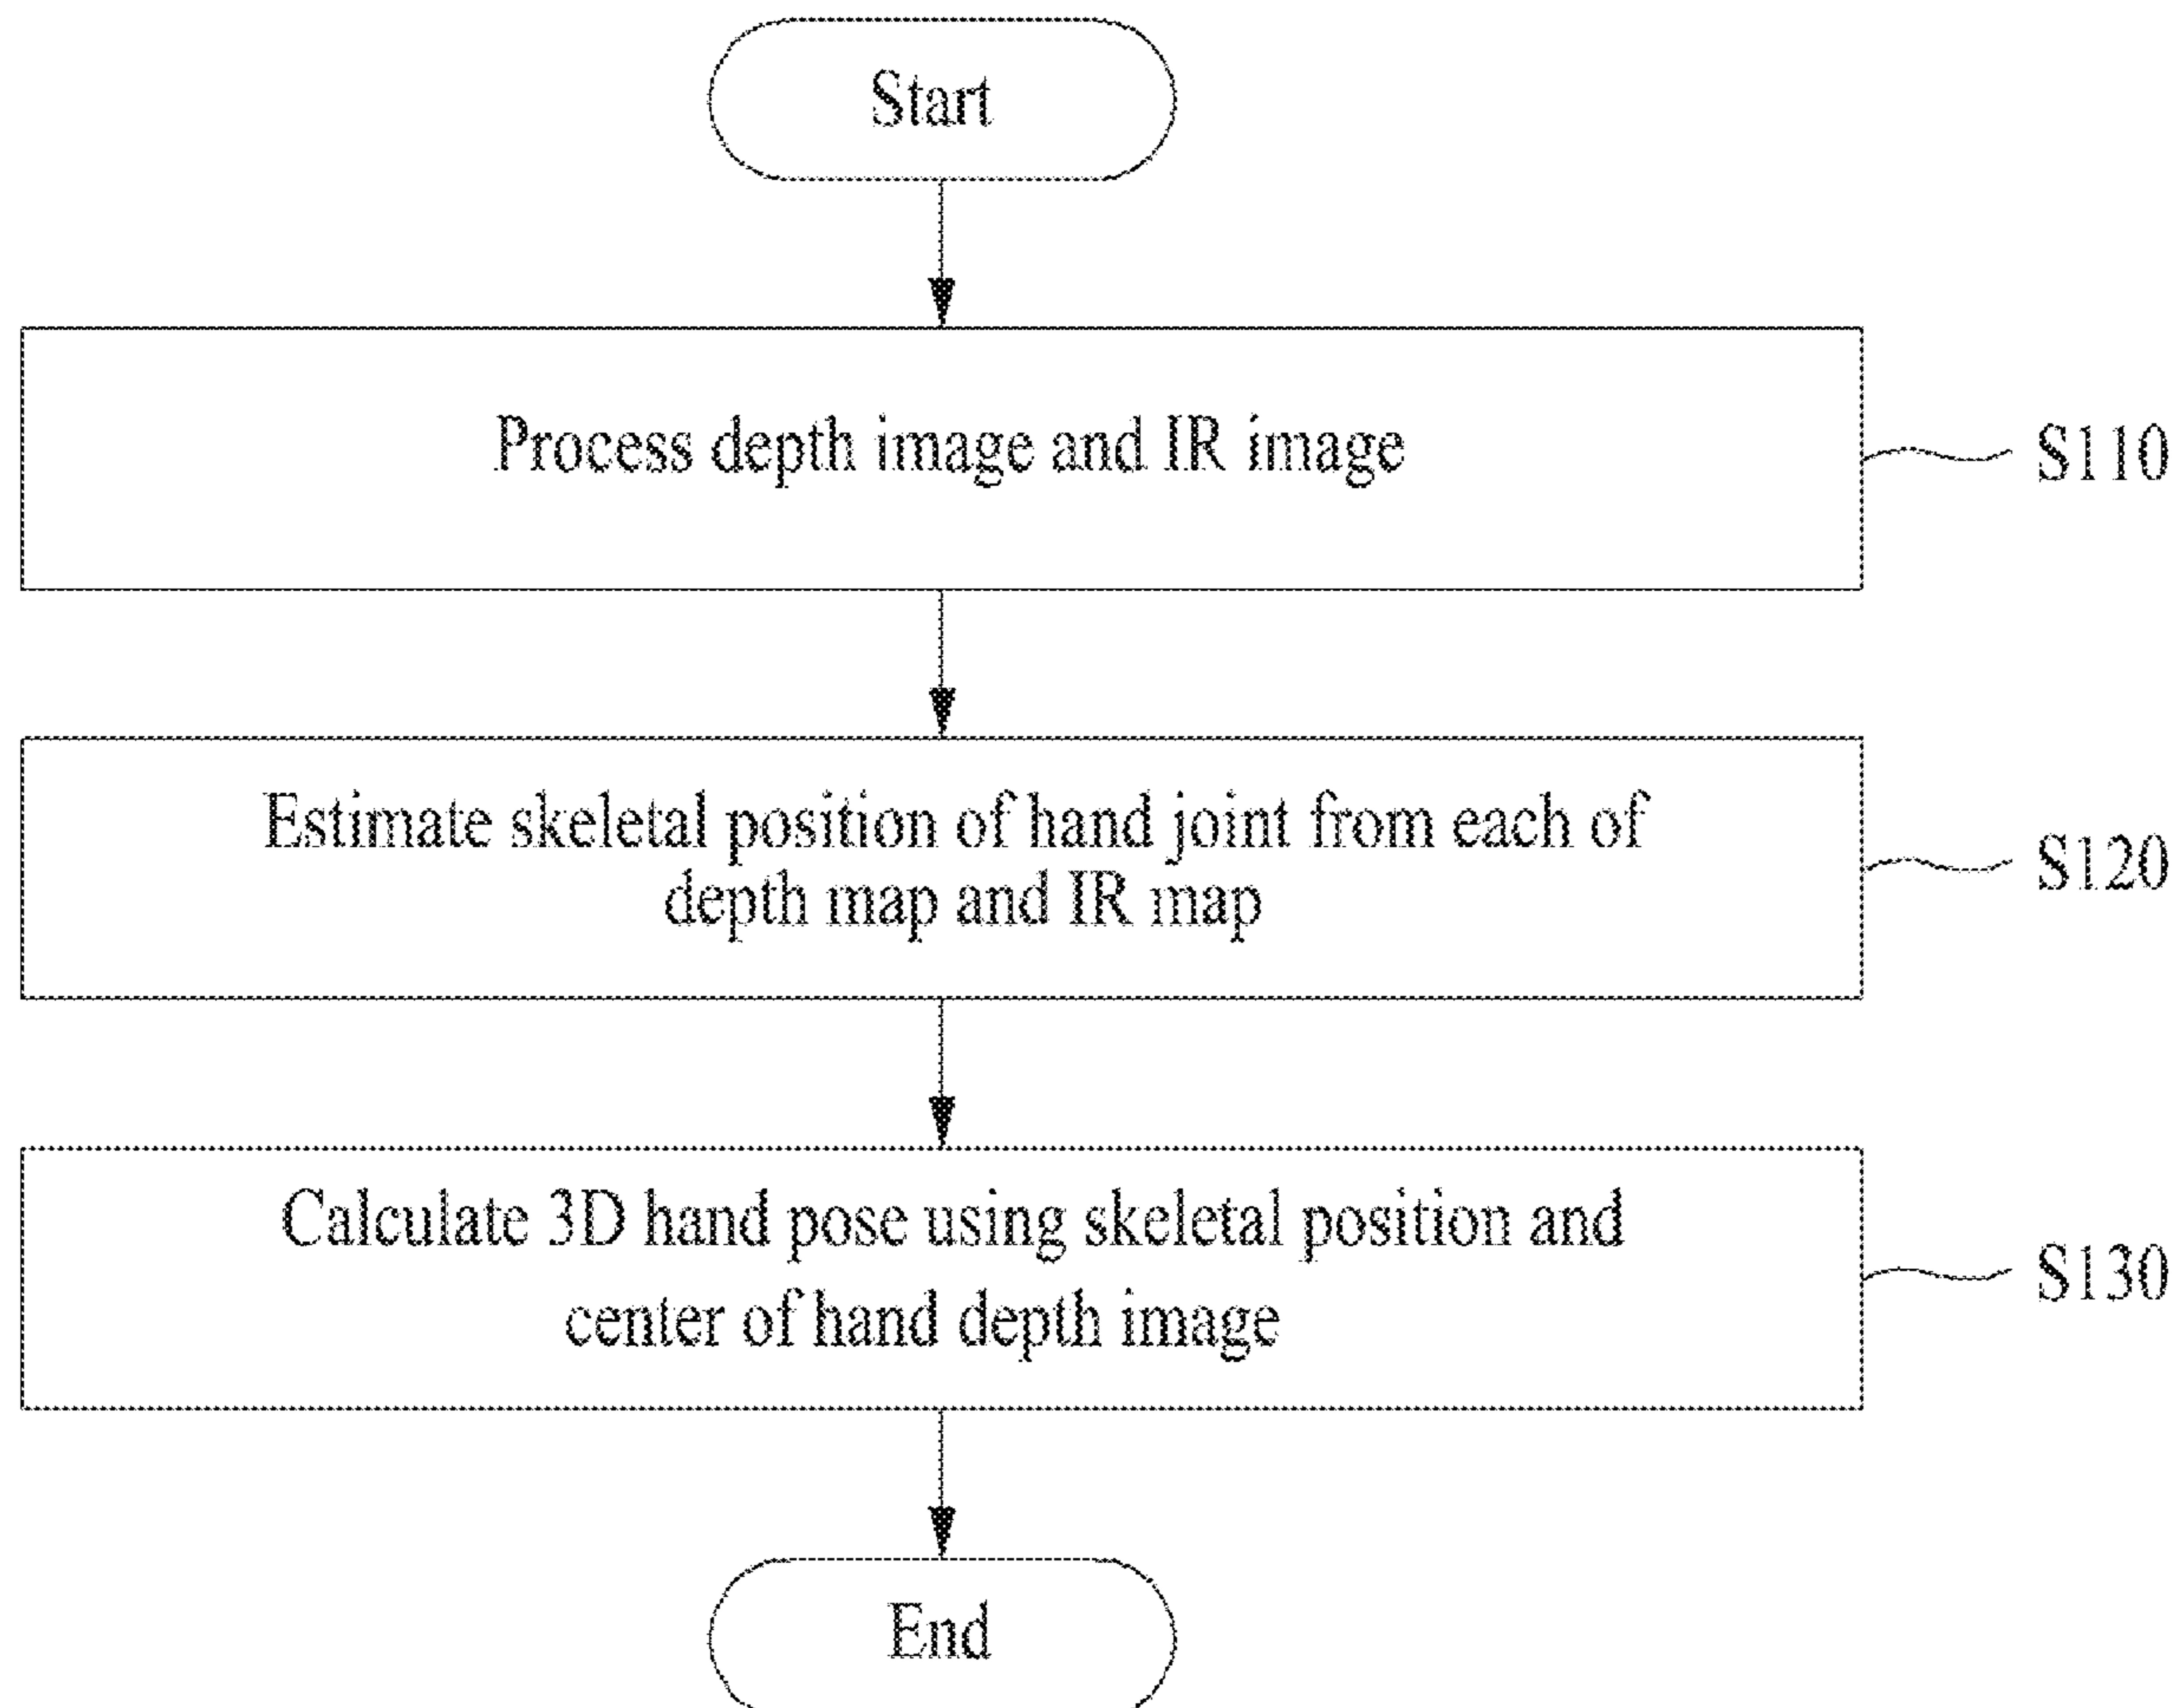 Start
Process depth image and IR image
S110
Estimate skeletal position of hand joint from each of
depth map and IR map
S120
Calculate 3D hand pose using skeletal position and
center of hand depth image
S130
End